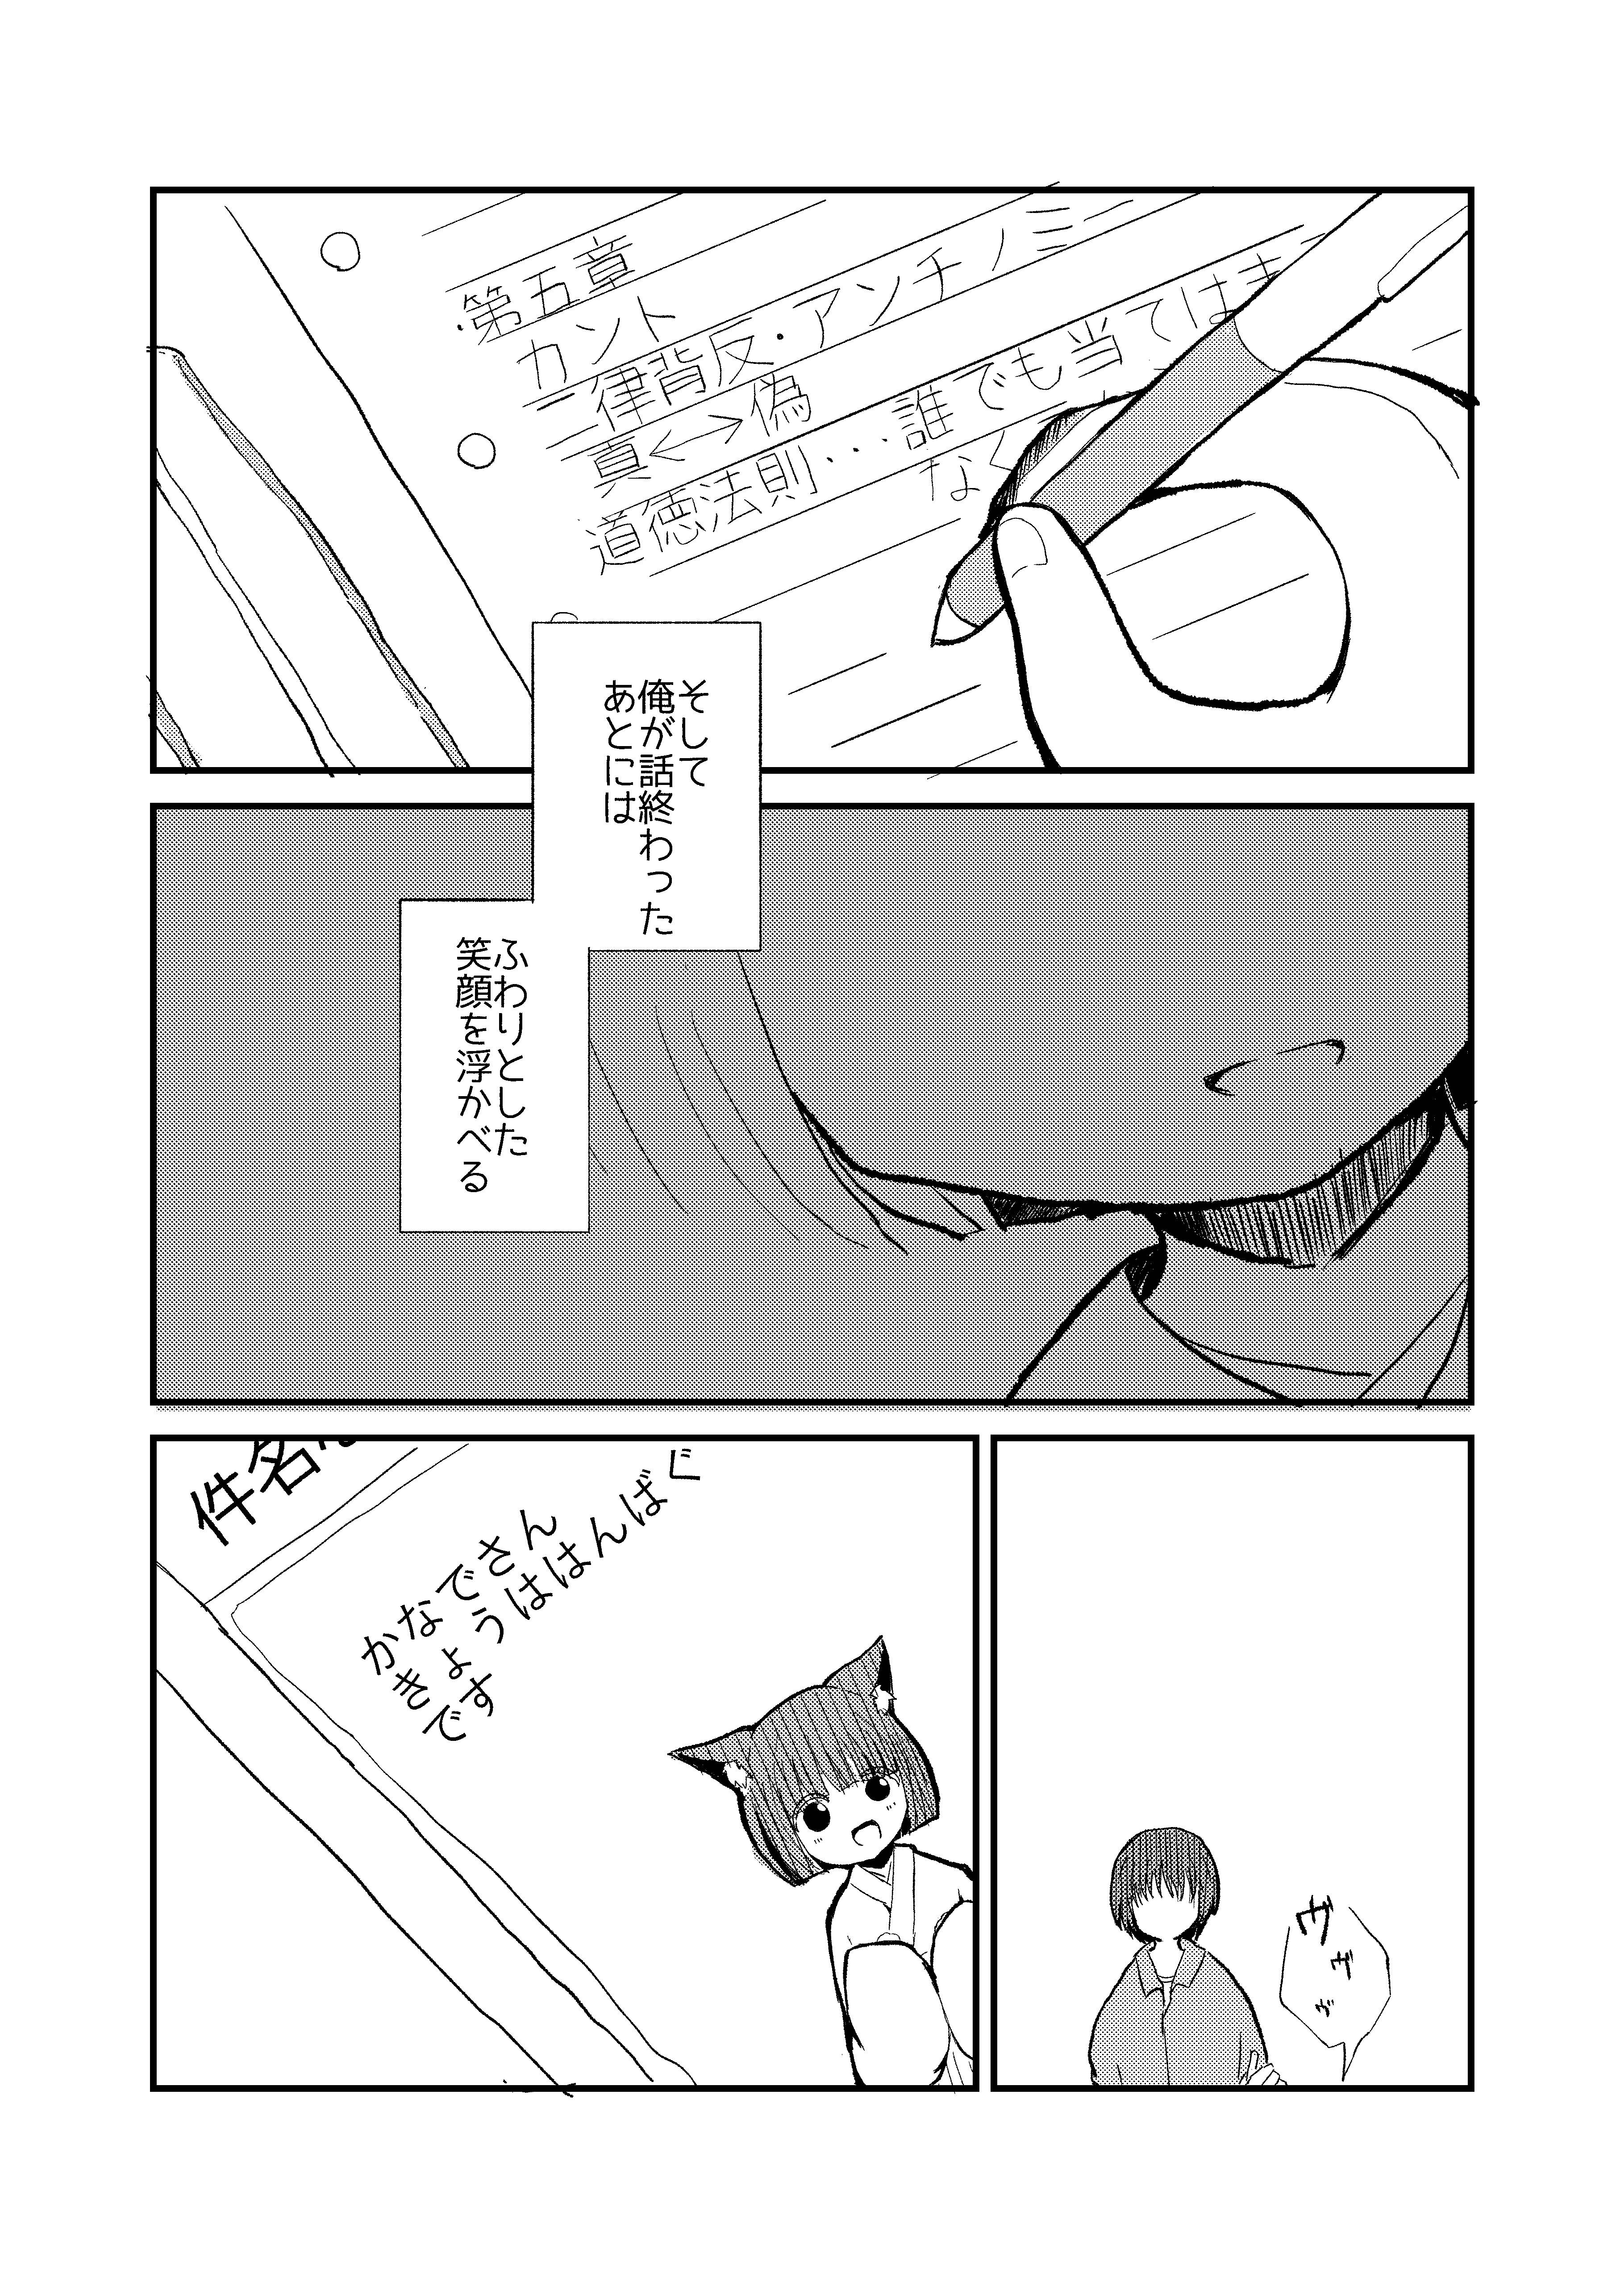 ・第五章
カント
二律背反・アンチノミー
真←→偽
道徳法則…誰でも当てはま
なく
そして
俺が話終わった
あとには
ふわりとした
笑顔を浮かべる
ヴーッ
件名な
かなでさん
きょうははんばぐ
です